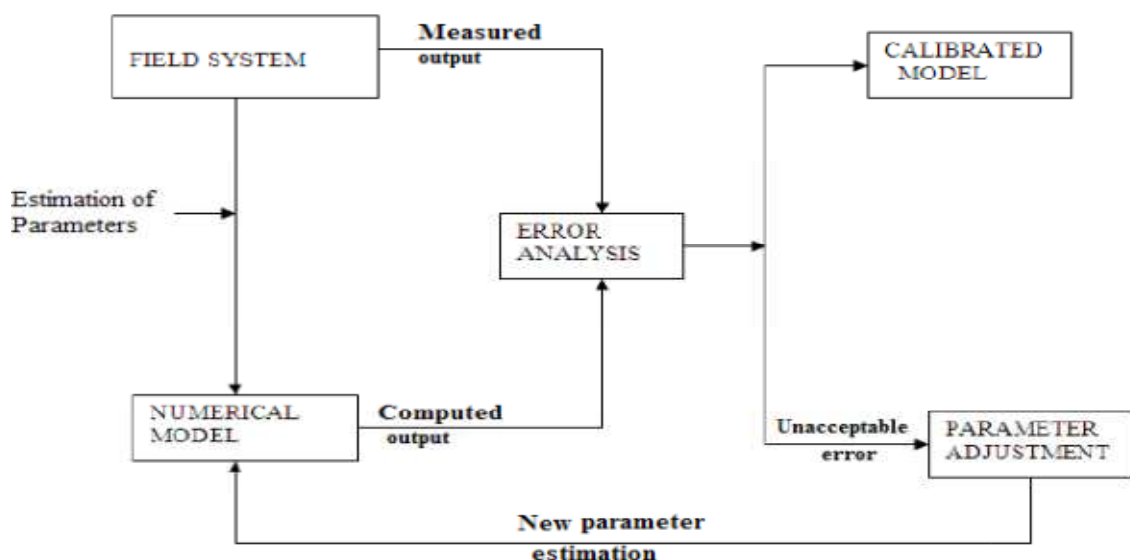 FIELD SYSTEM
Measured
output
CALIBRATED
MODEL
Estimation of
Parameters
ERROR
ANALYSIS
NUMERICAL
MODEL
Computed
output
Unacceptable
error
PARAMETER
ADJUSTMENT
New parameter
estimation